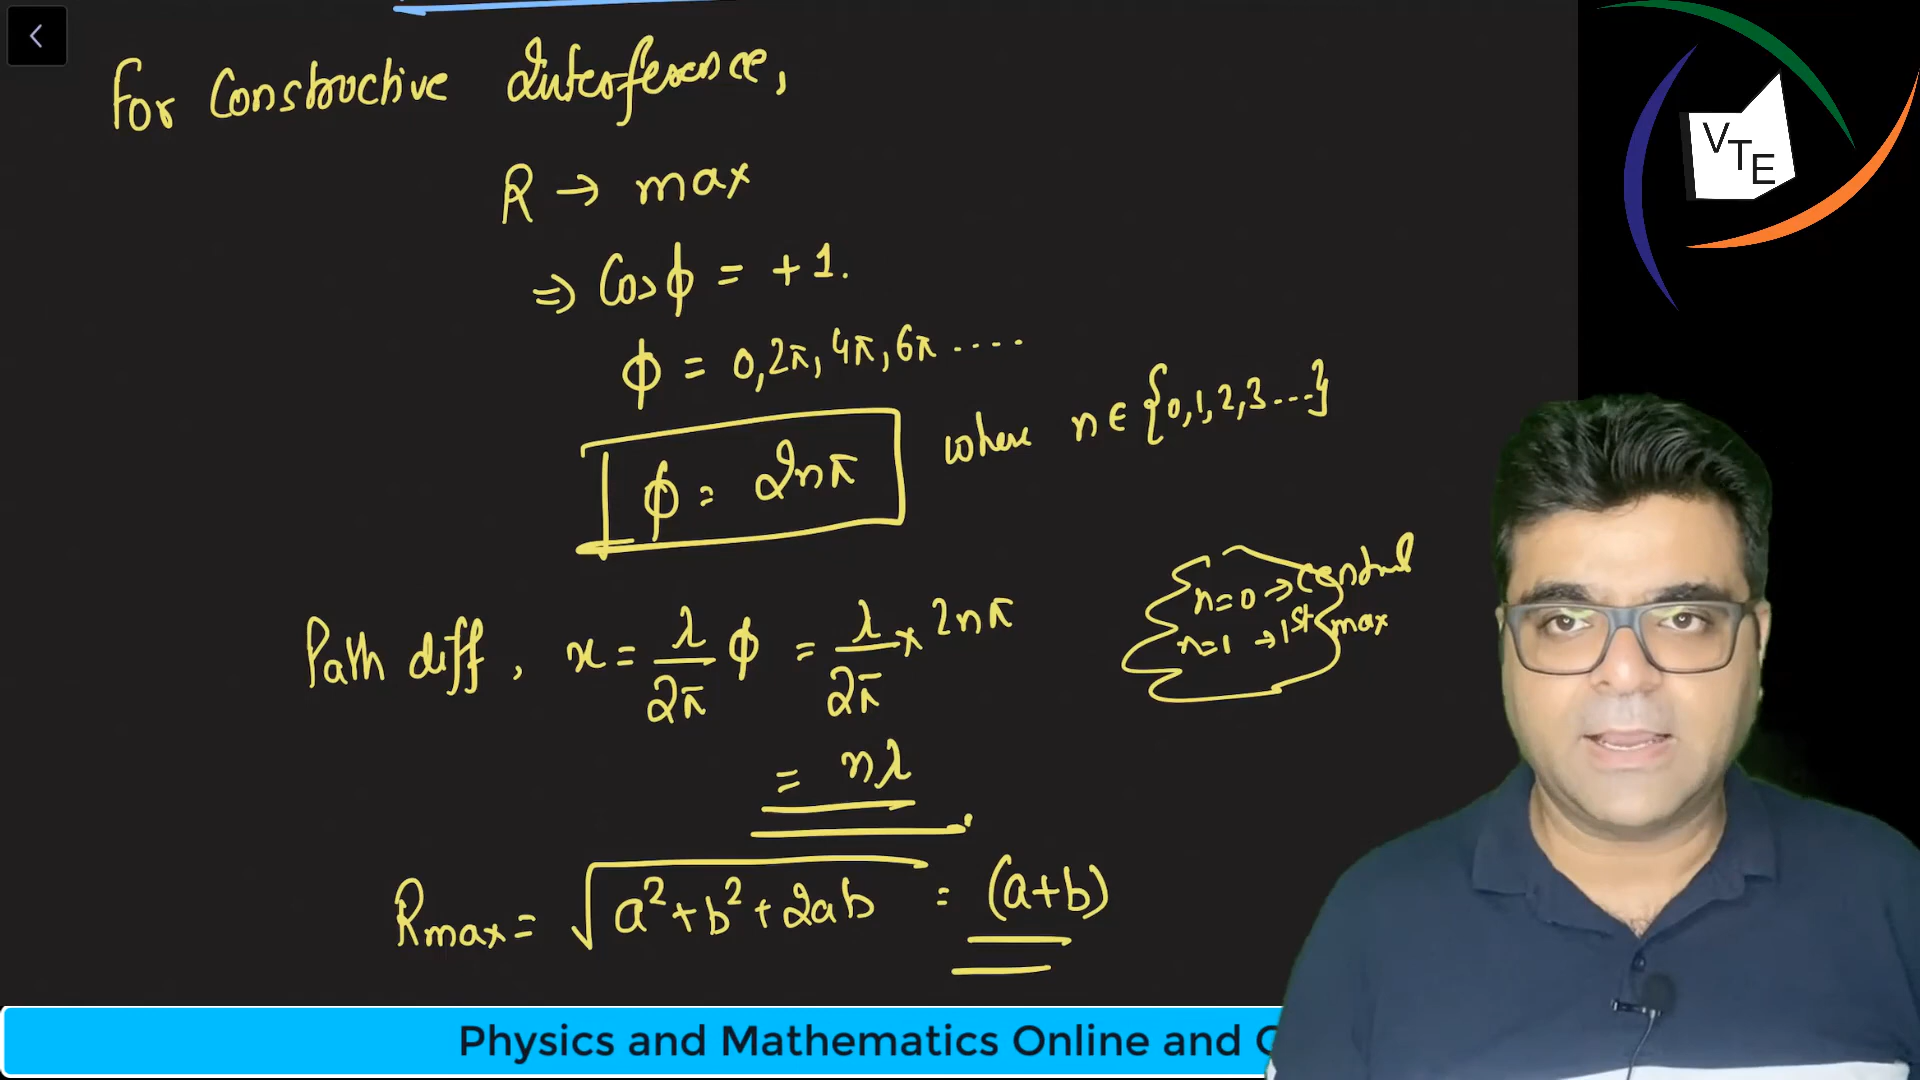 For Constructive Interference,
R → max
⇒ Cosϕ = +1.
ϕ = 0, 2π, 4π, 6π ....
ϕ = 2nπ where n ∈ {0, 1, 2, 3 ...}
n=0 → central
n=1 → 1st max
Path diff, x = λ/2π ϕ = λ/2π × 2nπ
= nλ
Rmax = √a²+b²+2ab = (a+b)
VTE
Physics and Mathematics Online and